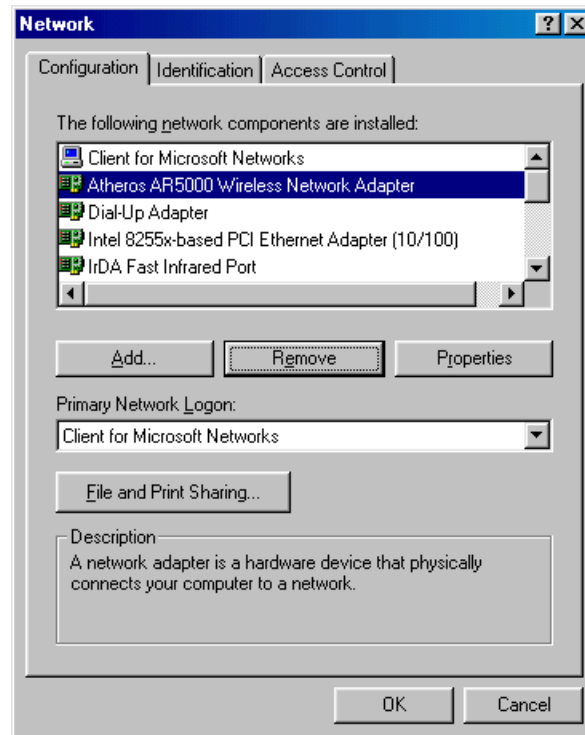 Network
Configuration Identification Access Control
The following network components are installed:
Client for Microsoft Networks
Atheros AR5000 Wireless Network Adapter
Dial-Up Adapter
Intel 8255x-based PCI Ethernet Adapter (10/100)
IrDA Fast Infrared Port
Add... Remove Properties
Primary Network Logon:
Client for Microsoft Networks
File and Print Sharing...
Description
A network adapter is a hardware device that physically
connects your computer to a network.
OK Cancel